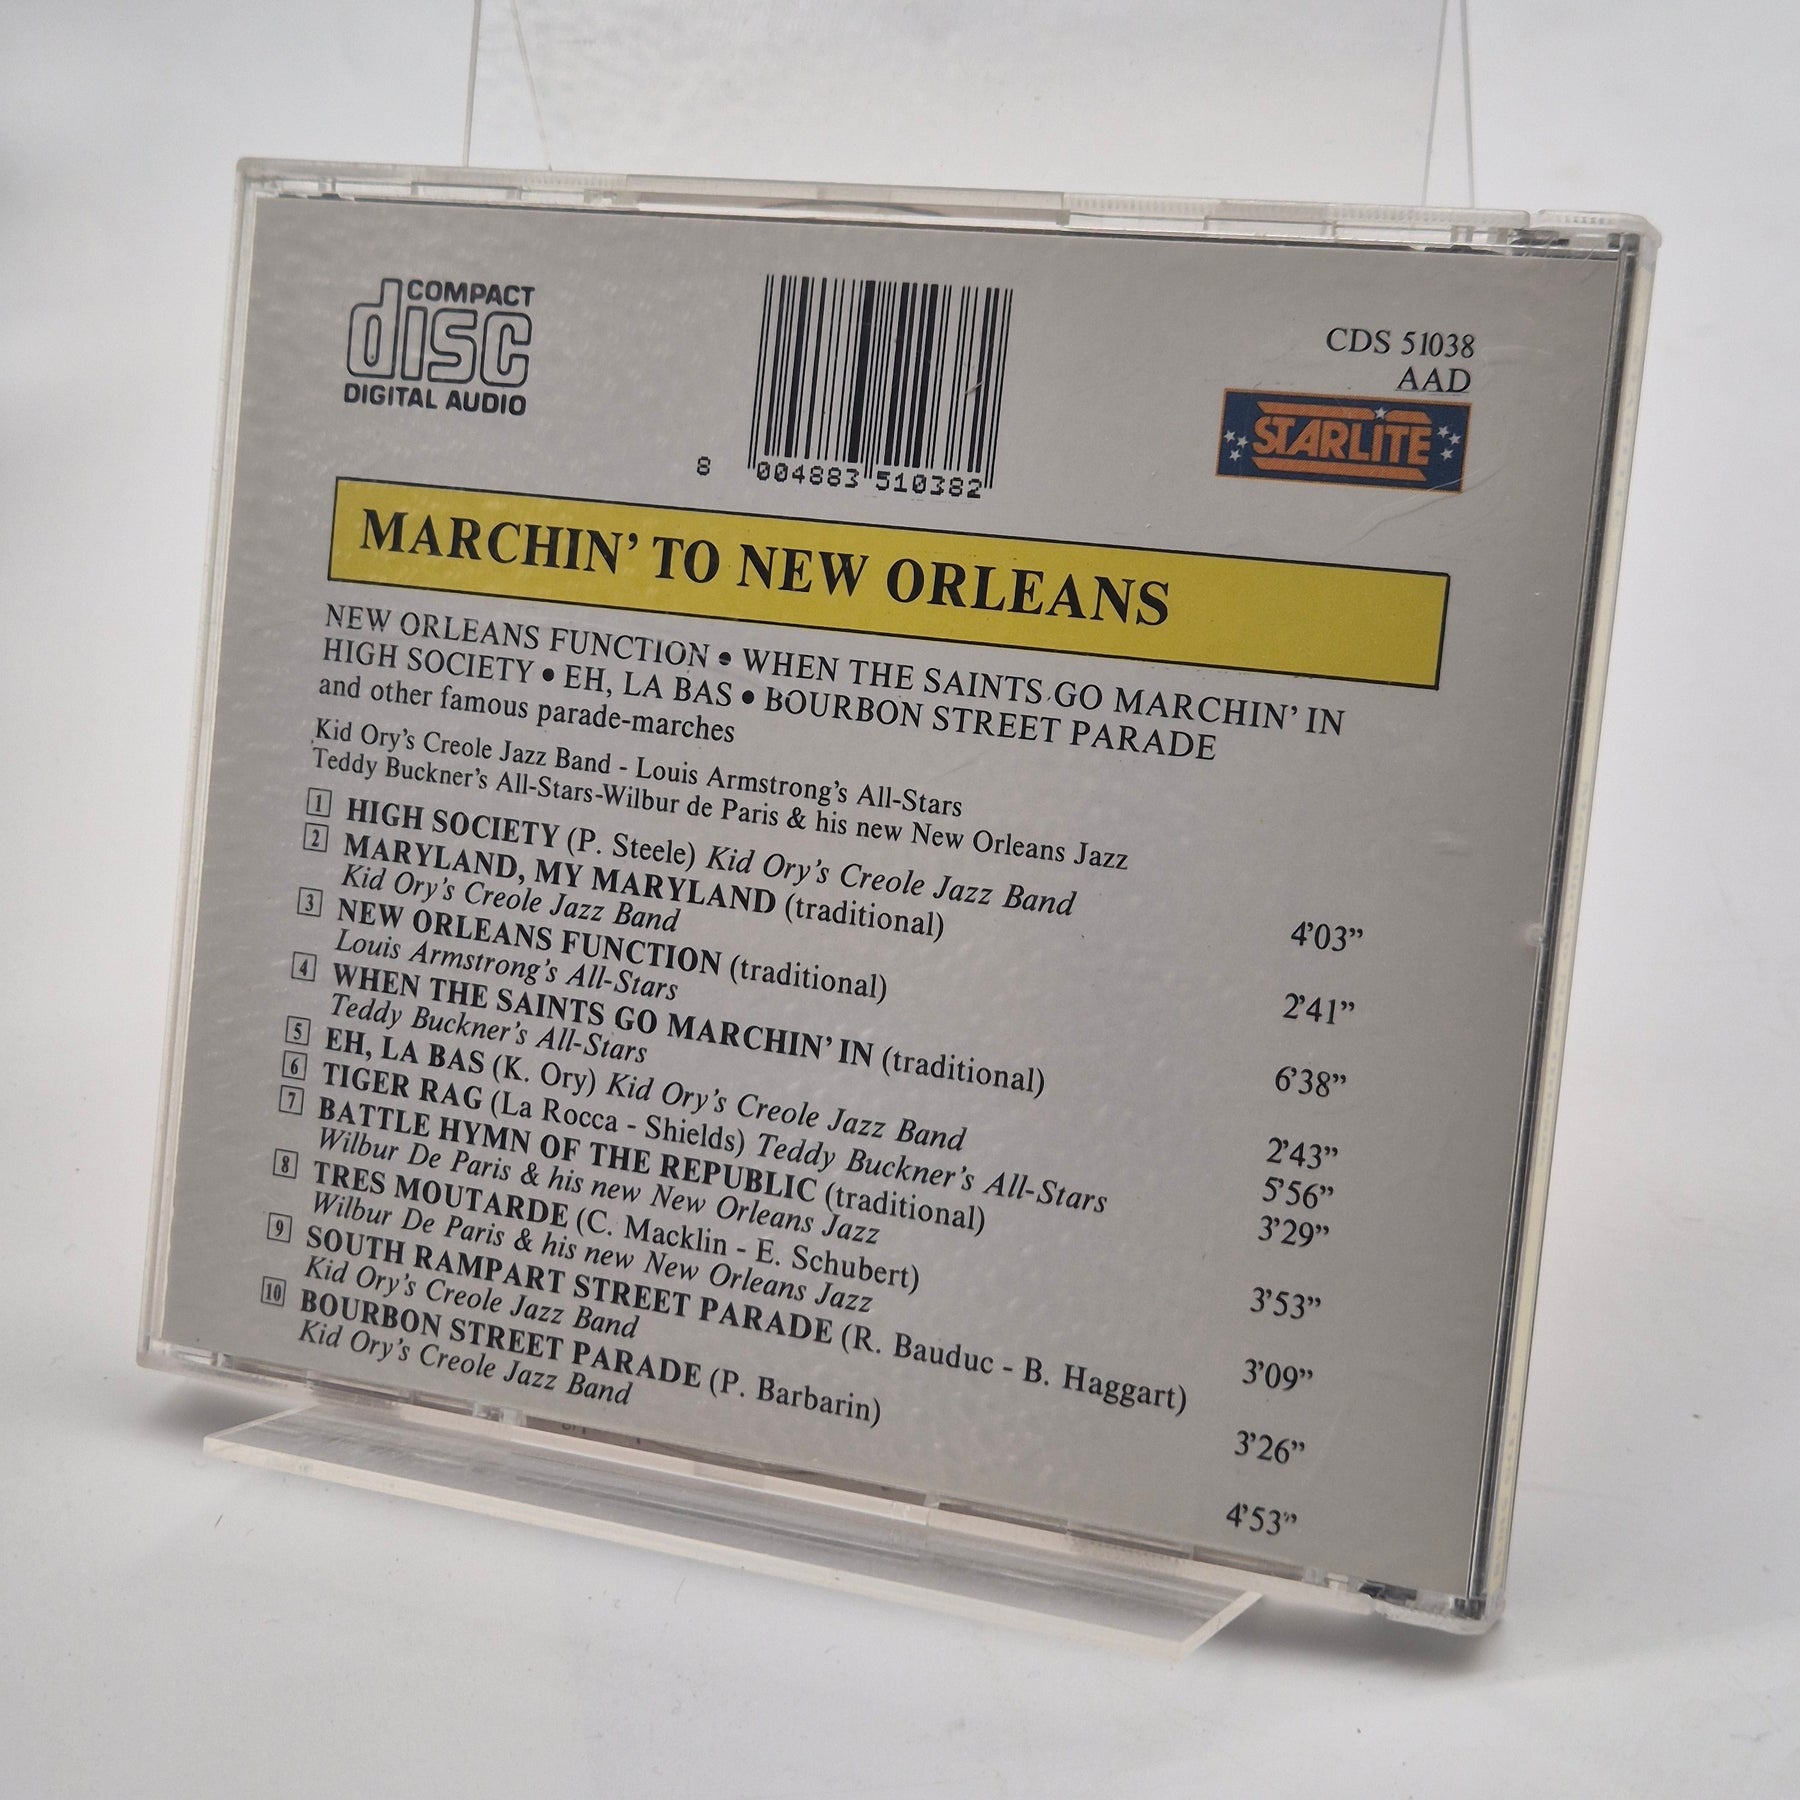 COMPACT
disc
DIGITAL AUDIO
8 004883 510382
CDS 51038
AAD
STARLITE
MARCHIN' TO NEW ORLEANS
NEW ORLEANS FUNCTION • WHEN THE SAINTS GO MARCHIN' IN
HIGH SOCIETY • EH, LA BAS • BOURBON STREET PARADE
and other famous parade-marches
Kid Ory's Creole Jazz Band - Louis Armstrong's All-Stars
Teddy Buckner's All-Stars-Wilbur de Paris & his new New Orleans Jazz
1 HIGH SOCIETY (P. Steele) Kid Ory's Creole Jazz Band 4'03”
2 MARYLAND, MY MARYLAND (traditional)
Kid Ory's Creole Jazz Band 2'41”
3 NEW ORLEANS FUNCTION (traditional)
Louis Armstrong's All-Stars 6'38”
4 WHEN THE SAINTS GO MARCHIN' IN (traditional)
Teddy Buckner's All-Stars 2'43”
5 EH, LA BAS (K. Ory) Kid Ory's Creole Jazz Band 5'56”
6 TIGER RAG (La Rocca - Shields) Teddy Buckner's All-Stars 3'29”
7 BATTLE HYMN OF THE REPUBLIC (traditional)
Wilbur De Paris & his new New Orleans Jazz 3'53”
8 TRES MOUTARDE (C. Macklin - E. Schubert)
Wilbur De Paris & his new New Orleans Jazz 3'09”
9 SOUTH RAMPART STREET PARADE (R. Bauduc - B. Haggart)
Kid Ory's Creole Jazz Band 3'26”
10 BOURBON STREET PARADE (P. Barbarin)
Kid Ory's Creole Jazz Band 4'53”